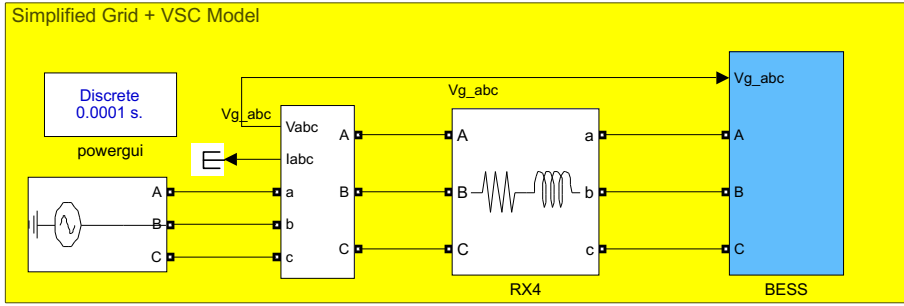 Simplified Grid + VSC Model
Discrete
0.0001 s.
powergui
Vg_abc
Vg_abc
Vg_abc
Vabc
Iabc
A
B
C
a
b
c
A
B
C
A
B
C
a
b
c
RX4
A
B
C
BESS